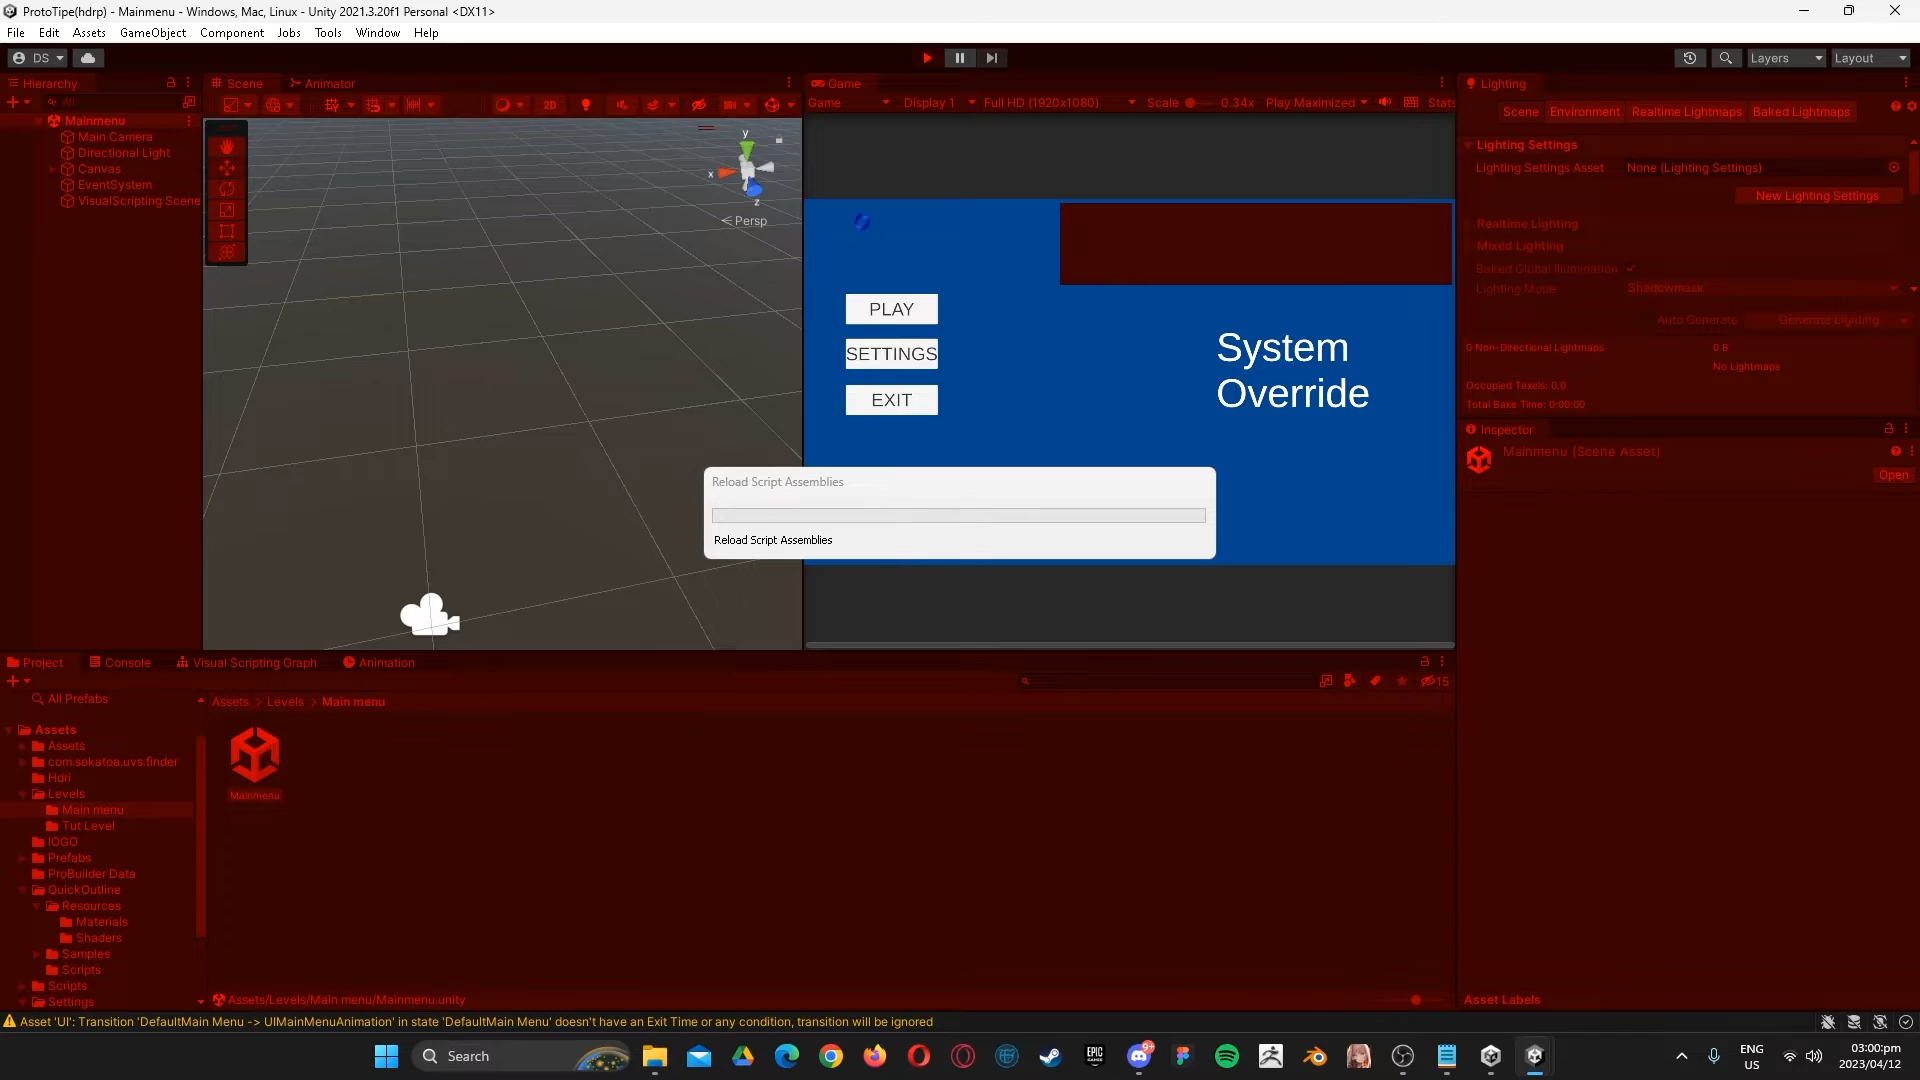 ProtoTipe(hdrp) - Mainmenu - Windows, Mac, Linux - Unity 2021.3.20f1 Personal <DX11>
File Edit Assets GameObject Component Jobs Tools Window Help
DS Layers Layout
Hierarchy
All
Mainmenu
Main Camera
Directional Light
Canvas
EventSystem
VisualScripting Scene
Scene Animator
2D
y
x
z
Persp
Game
Game Display 1 Full HD (1920x1080) Scale 0.34x Play Maximized Stats
PLAY
SETTINGS
EXIT
System
Override
Reload Script Assemblies
Reload Script Assemblies
Lighting
Scene Environment Realtime Lightmaps Baked Lightmaps
Lighting Settings
Lighting Settings Asset None (Lighting Settings)
New Lighting Settings
Realtime Lighting
Mixed Lighting
Baked Global Illumination
Lighting Mode Shadowmask
Auto Generate Generate Lighting
0 Non-Directional Lightmaps 0 B
No Lightmaps
Occupied Texels: 0.0
Total Bake Time: 0:00:00
Inspector
Mainmenu (Scene Asset)
Open
Asset Labels
Project Console Visual Scripting Graph Animation
15
All Prefabs
Assets
Assets
com.sokatoa.uvs.finder
Hdri
Levels
Main menu
Tut Level
lOGO
Prefabs
ProBuilder Data
QuickOutline
Resources
Materials
Shaders
Samples
Scripts
Scripts
Settings
Assets > Levels > Main menu
Mainmenu
Assets/Levels/Main menu/Mainmenu.unity
Asset 'UI': Transition 'DefaultMain Menu -> UIMainMenuAnimation' in state 'DefaultMain Menu' doesn't have an Exit Time or any condition, transition will be ignored
Search
EPIC
GAMES
9+
ENG
US
03:00:pm
2023/04/12